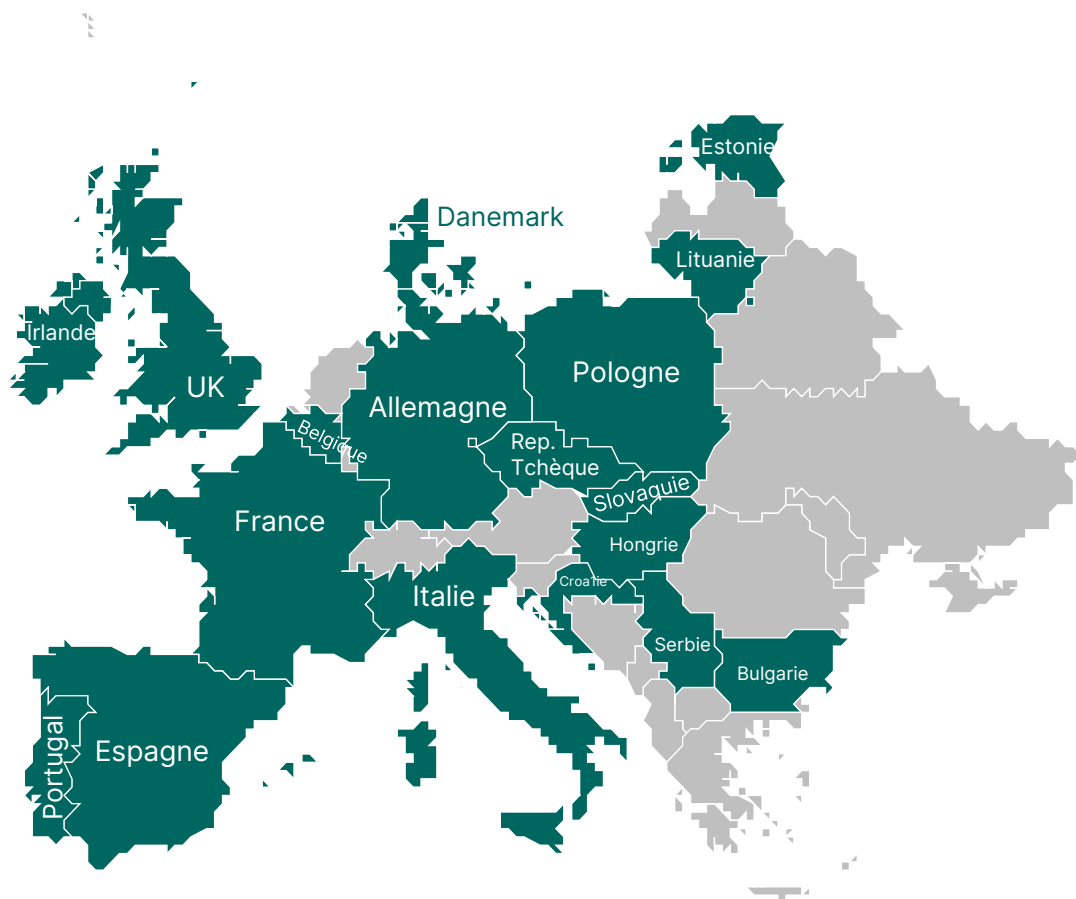 Estonie
Danemark
Lituanie
Irlande
UK
Pologne
Allemagne
Belgique
Rep.
Tchèque
Slovaquie
France
Hongrie
Croatie
Italie
Serbie
Bulgarie
Portugal
Espagne